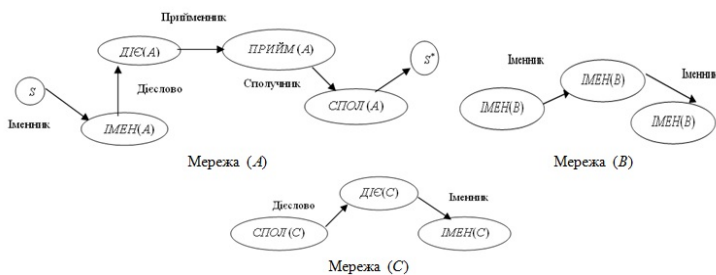 Прийменник
ДІЄ(A)
ПРИЙМ(A)
S*
S
Дієслово
Сполучник
СПОЛ(A)
Іменник
ІМЕН(A)
Мережа (A)
Іменник
ІМЕН(B)
Іменник
ІМЕН(B)
ІМЕН(B)
Мережа (B)
Дієслово
ДІЄ(C)
Іменник
СПОЛ(C)
ІМЕН(C)
Мережа (C)